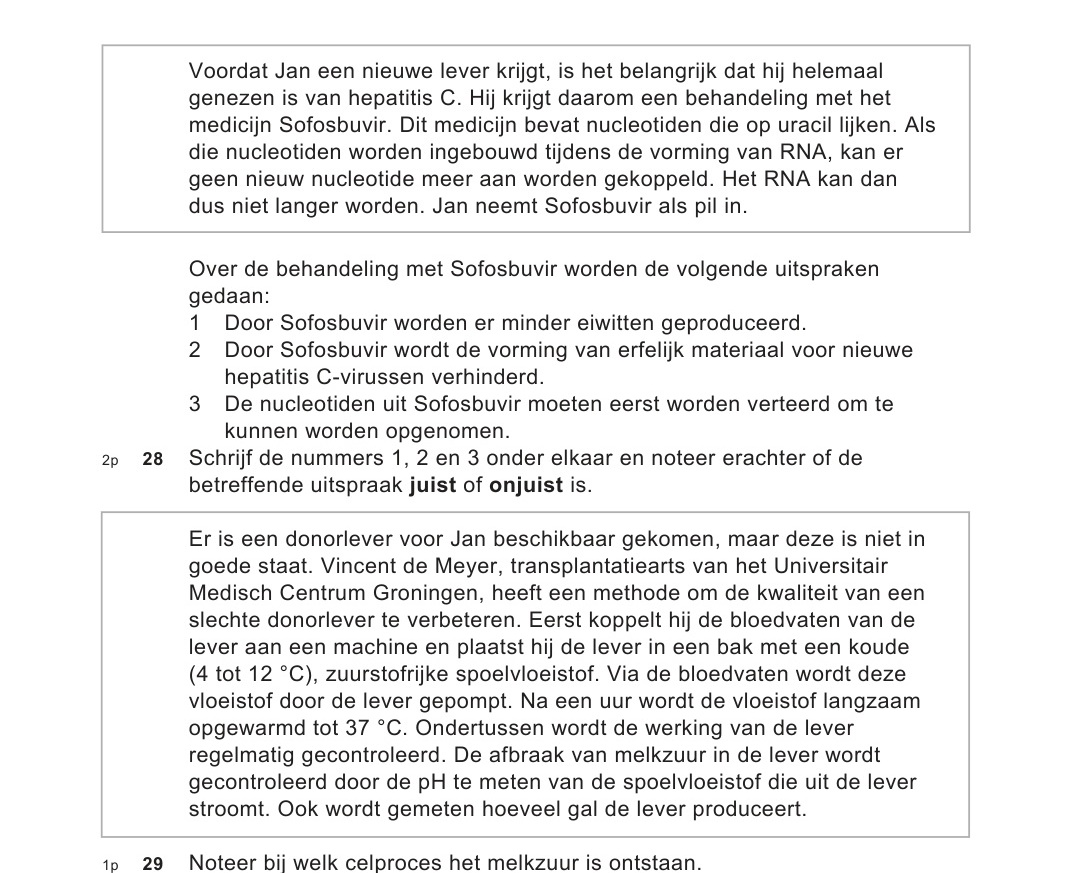 Voordat Jan een nieuwe lever krijgt, is het belangrijk dat hij helemaal
genezen is van hepatitis C. Hij krijgt daarom een behandeling met het
medicijn Sofosbuvir. Dit medicijn bevat nucleotiden die op uracil lijken. Als
die nucleotiden worden ingebouwd tijdens de vorming van RNA, kan er
geen nieuw nucleotide meer aan worden gekoppeld. Het RNA kan dan
dus niet langer worden. Jan neemt Sofosbuvir als pil in.
Over de behandeling met Sofosbuvir worden de volgende uitspraken
gedaan:
1 Door Sofosbuvir worden er minder eiwitten geproduceerd.
2 Door Sofosbuvir wordt de vorming van erfelijk materiaal voor nieuwe
hepatitis C-virussen verhinderd.
3 De nucleotiden uit Sofosbuvir moeten eerst worden verteerd om te
kunnen worden opgenomen.
2p 28 Schrijf de nummers 1, 2 en 3 onder elkaar en noteer erachter of de
betreffende uitspraak juist of onjuist is.
Er is een donorlever voor Jan beschikbaar gekomen, maar deze is niet in
goede staat. Vincent de Meyer, transplantatiearts van het Universitair
Medisch Centrum Groningen, heeft een methode om de kwaliteit van een
slechte donorlever te verbeteren. Eerst koppelt hij de bloedvaten van de
lever aan een machine en plaatst hij de lever in een bak met een koude
(4 tot 12 °C), zuurstofrijke spoelvloeistof. Via de bloedvaten wordt deze
vloeistof door de lever gepompt. Na een uur wordt de vloeistof langzaam
opgewarmd tot 37 °C. Ondertussen wordt de werking van de lever
regelmatig gecontroleerd. De afbraak van melkzuur in de lever wordt
gecontroleerd door de pH te meten van de spoelvloeistof die uit de lever
stroomt. Ook wordt gemeten hoeveel gal de lever produceert.
1p 29 Noteer bij welk celproces het melkzuur is ontstaan.